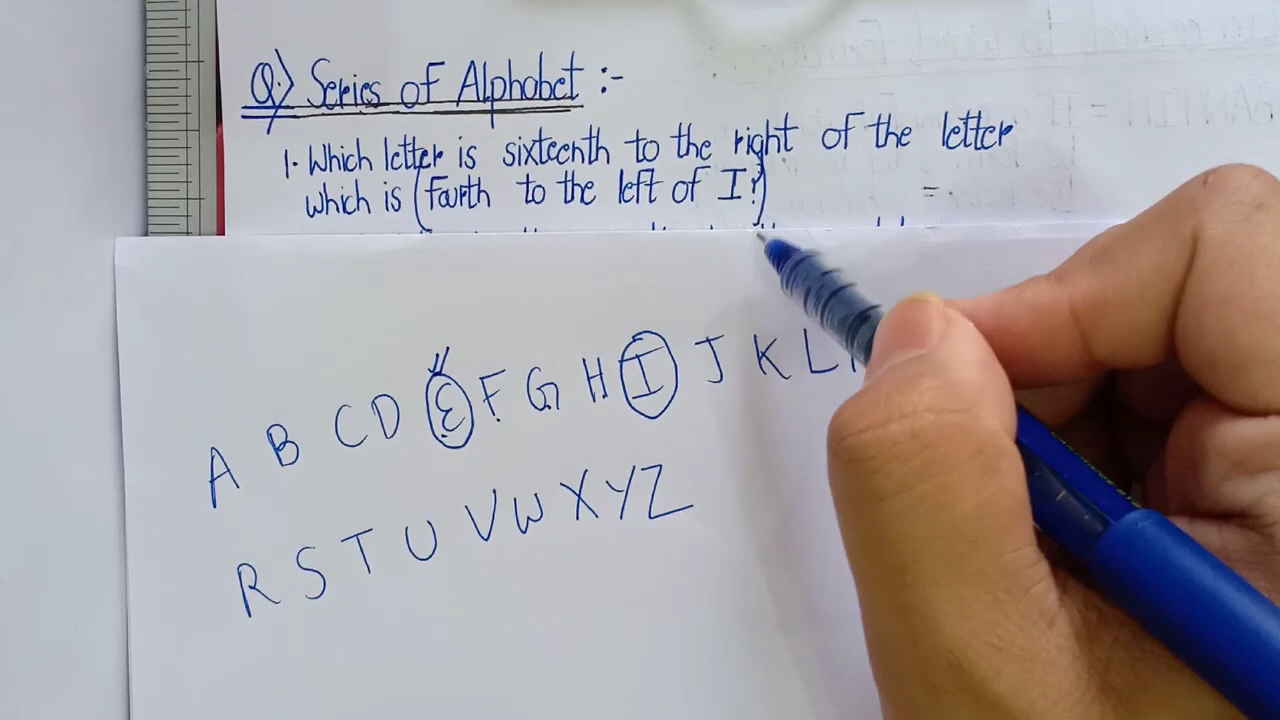 Q.> Series of Alphabet :-
1. Which letter is sixteenth to the right of the letter
which is (fourth to the left of I?)
=
A B C D E F G H I J K L
R S T U V W X Y Z